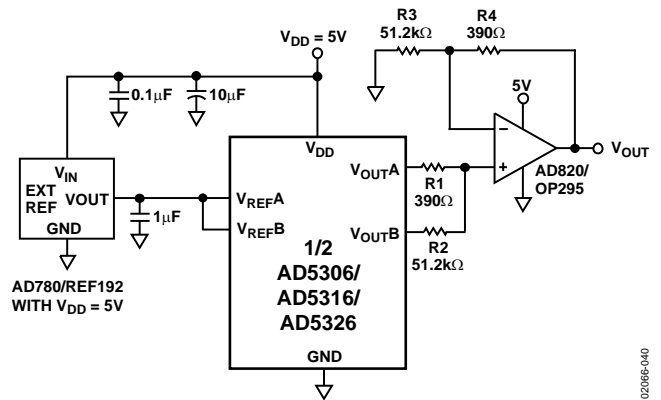 R3
51.2kΩ
R4
390Ω
VDD = 5V
0.1μF
10μF
5V
VIN
EXT
REF
VOUT
GND
1μF
AD780/REF192
WITH VDD = 5V
VDD
VREFA
VREFB
VOUTA
VOUTB
1/2
AD5306/
AD5316/
AD5326
GND
R1
390Ω
R2
51.2kΩ
−
+
AD820/
OP295
VOUT
02066-040